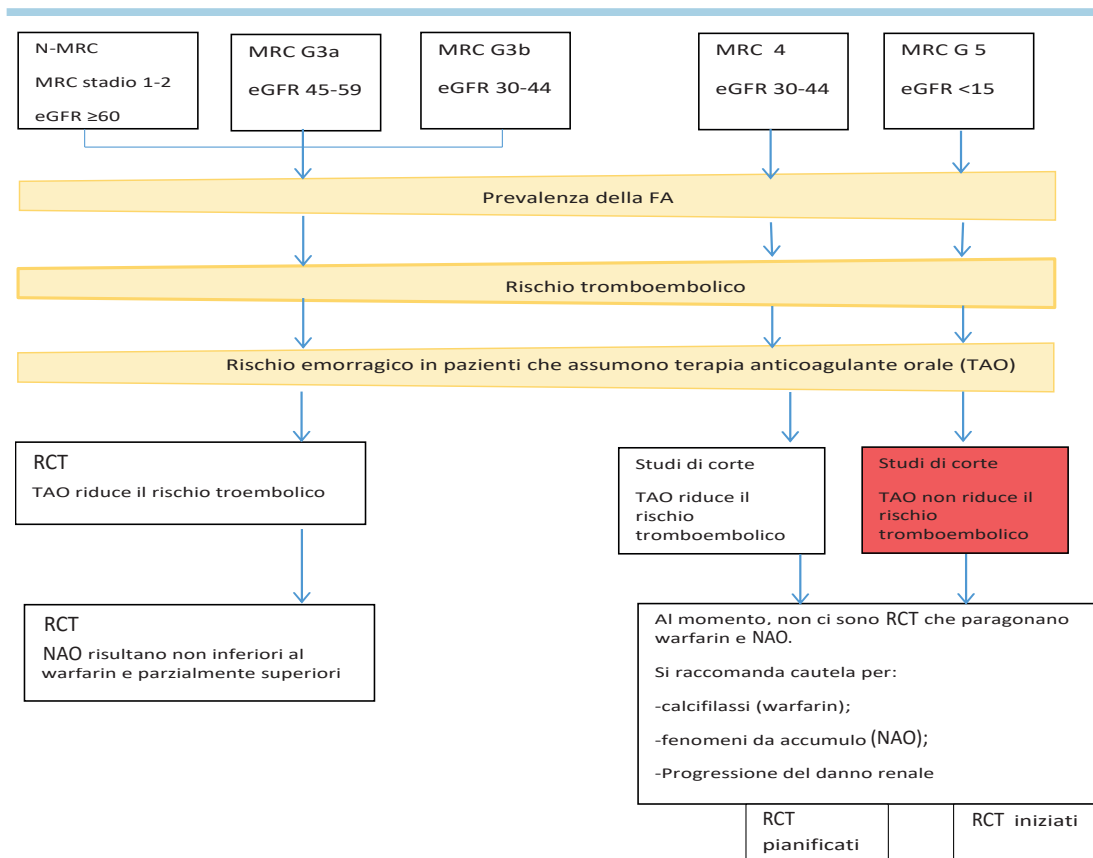 N-MRC
MRC stadio 1-2
eGFR ≥60
MRC G3a
eGFR 45-59
MRC G3b
eGFR 30-44
MRC 4
eGFR 30-44
MRC G 5
eGFR <15
Prevalenza della FA
Rischio tromboembolico
Rischio emorragico in pazienti che assumono terapia anticoagulante orale (TAO)
RCT
TAO riduce il rischio troembolico
Studi di corte
TAO riduce il
rischio
tromboembolico
Studi di corte
TAO non riduce il
rischio
tromboembolico
RCT
NAO risultano non inferiori al
warfarin e parzialmente superiori
Al momento, non ci sono RCT che paragonano
warfarin e NAO.
Si raccomanda cautela per:
-calcifilassi (warfarin);
-fenomeni da accumulo (NAO);
-Progressione del danno renale
RCT
pianificati
RCT iniziati